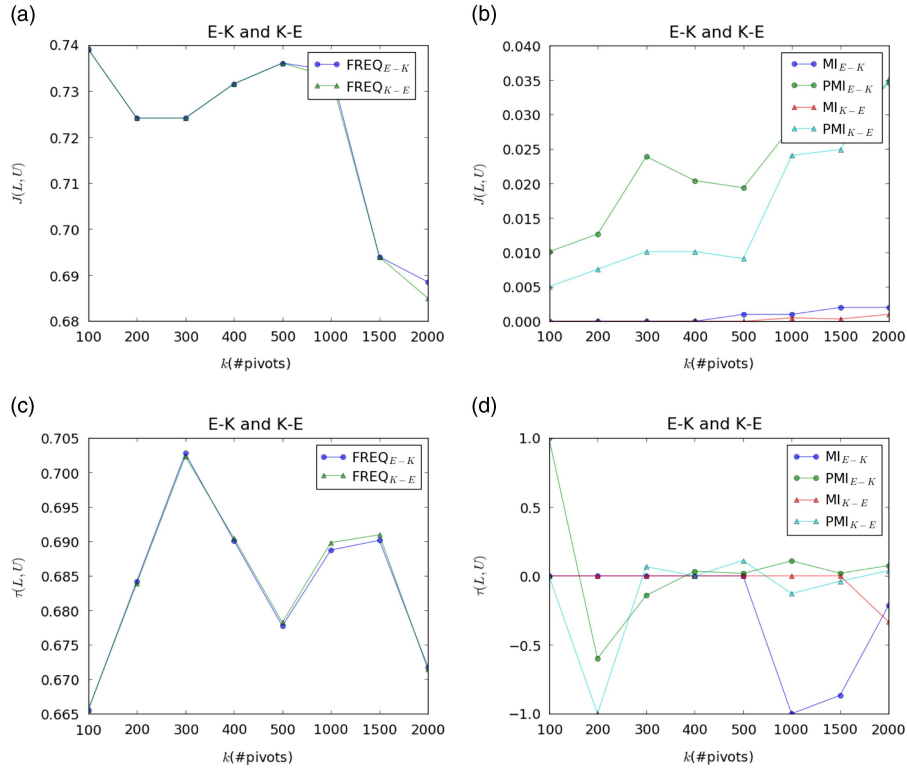 (a)
E-K and K-E
0.74
0.73
0.72
0.71
0.70
0.69
0.68
J(L,U)
FREQ_{E−K}
FREQ_{K−E}
100 200 300 400 500 1000 1500 2000
k(#pivots)
(b)
E-K and K-E
0.040
0.035
0.030
0.025
0.020
0.015
0.010
0.005
0.000
J(L,U)
MI_{E−K}
PMI_{E−K}
MI_{K−E}
PMI_{K−E}
100 200 300 400 500 1000 1500 2000
k(#pivots)
(c)
E-K and K-E
0.705
0.700
0.695
0.690
0.685
0.680
0.675
0.670
0.665
τ(L,U)
FREQ_{E−K}
FREQ_{K−E}
100 200 300 400 500 1000 1500 2000
k(#pivots)
(d)
E-K and K-E
1.0
0.5
0.0
−0.5
−1.0
τ(L,U)
MI_{E−K}
PMI_{E−K}
MI_{K−E}
PMI_{K−E}
100 200 300 400 500 1000 1500 2000
k(#pivots)